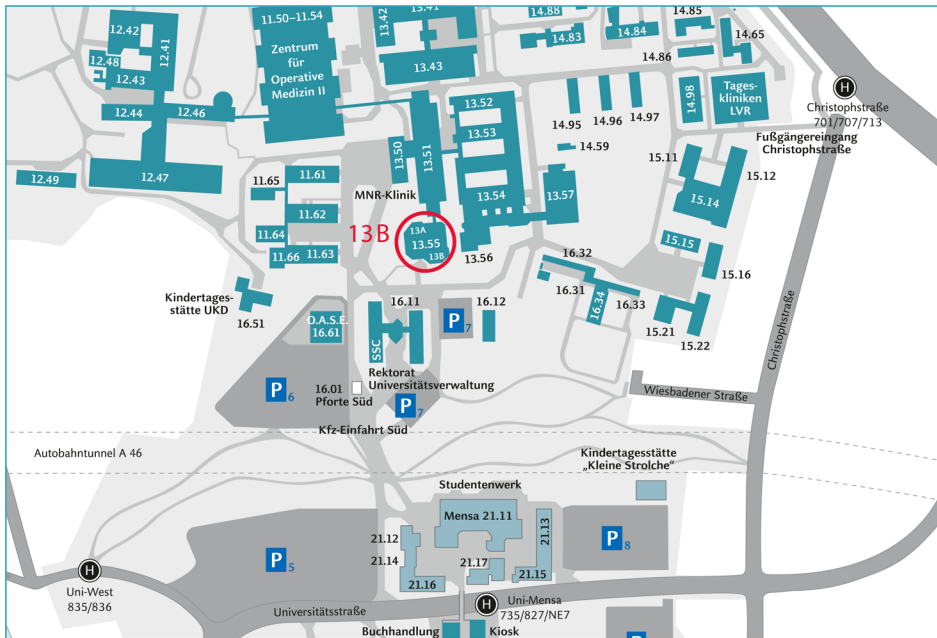 11.50–11.54
Zentrum
für
Operative
Medizin II
12.42
12.41
12.48
12.43
12.44
12.46
12.47
12.49
13.42
13.41
13.43
14.88
14.83
14.84
14.85
14.86
14.65
14.98
Tages-
kliniken
LVR
H
Christophstraße
701/707/713
Fußgängereingang
Christophstraße
13.52
13.53
13.50
13.51
13.54
13.57
14.95
14.96
14.97
14.59
15.11
15.12
15.14
15.15
15.16
11.61
11.65
11.62
11.64
11.66
11.63
MNR-Klinik
13B
13A
13.55
13B
13.56
16.32
16.31
16.34
16.33
15.21
15.22
Kindertages-
stätte UKD
16.51
O.A.S.E.
16.61
16.11
SSC
P 7
16.12
Rektorat
Universitätsverwaltung
P 6
16.01
Pforte Süd
P 7
Kfz-Einfahrt Süd
Wiesbadener Straße
Christophstraße
Autobahntunnel A 46
Kindertagesstätte
„Kleine Strolche“
Studentenwerk
Mensa 21.11
21.13
21.12
21.14
21.17
21.16
21.15
P 5
P 8
H
Uni-West
835/836
Universitätsstraße
H
Uni-Mensa
735/827/NE7
Buchhandlung
Kiosk
P